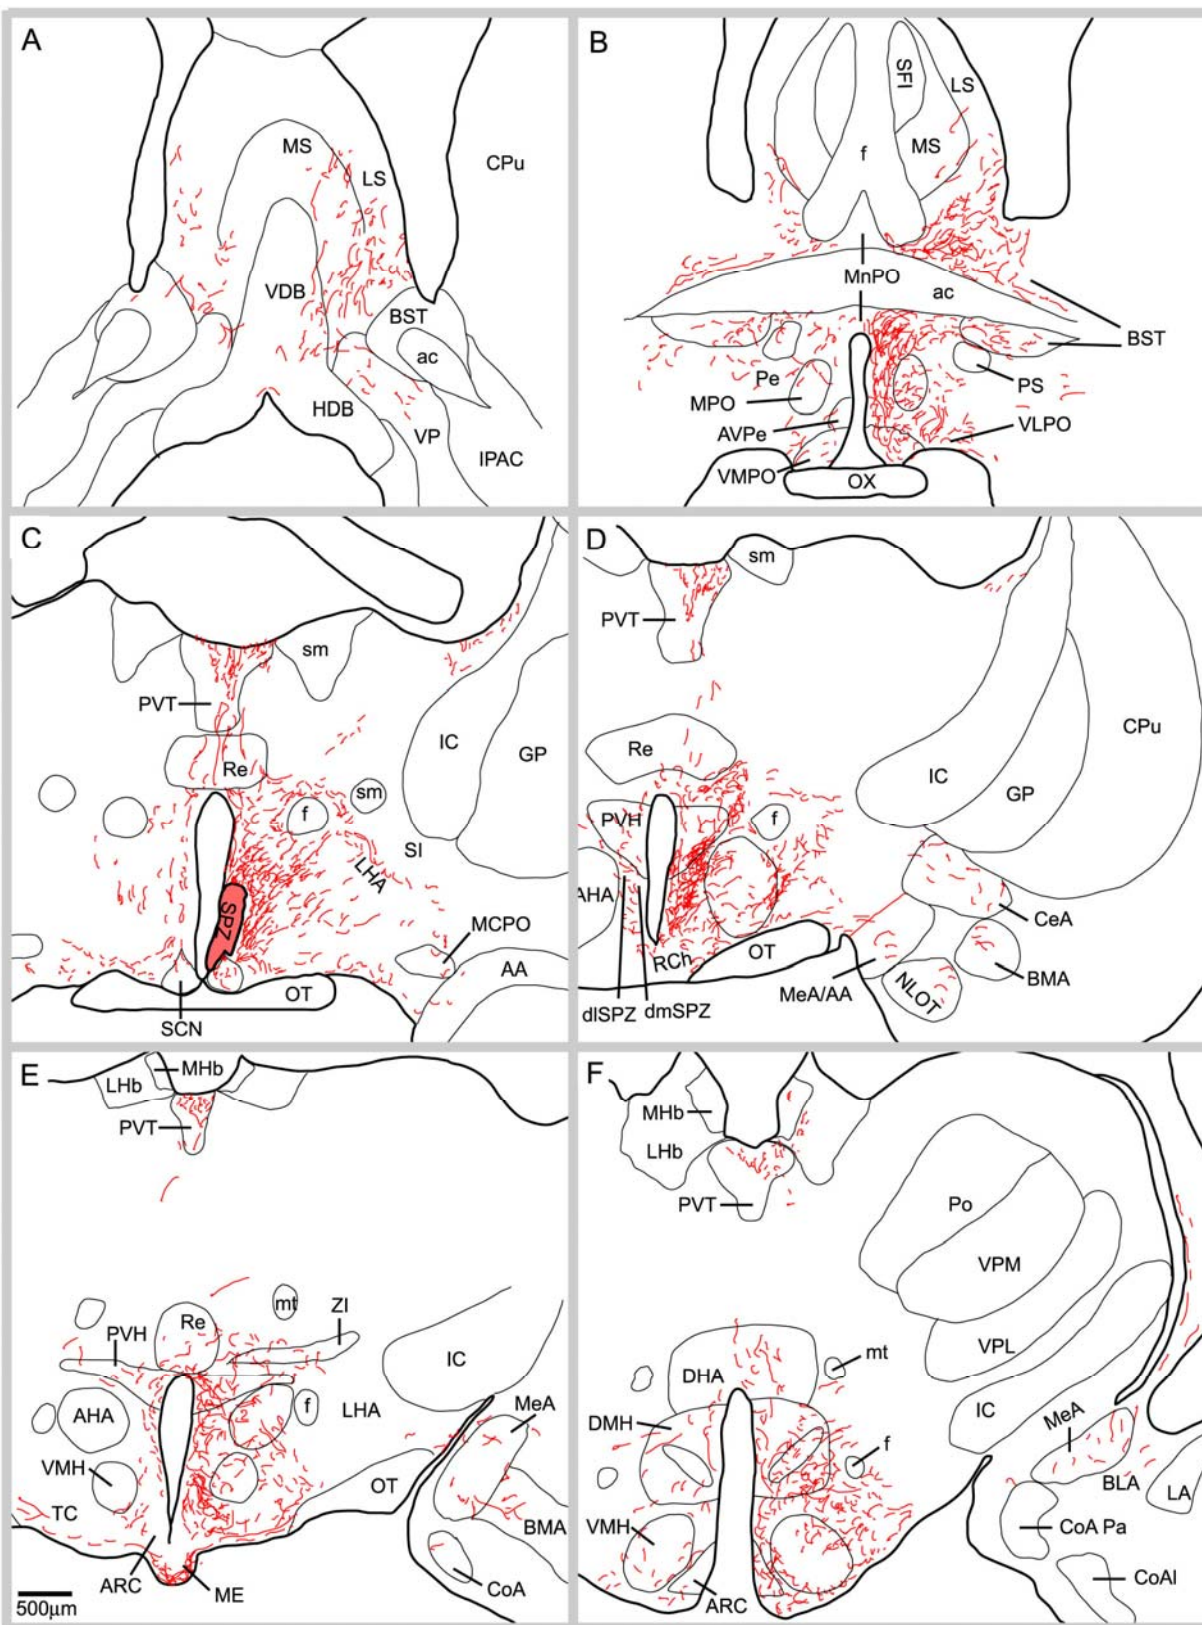 A
MS
LS
CPu
VDB
BST
ac
HDB
VP
IPAC
B
SFI
LS
f
MS
MnPO
ac
BST
Pe
PS
MPO
AVPe
VLPO
VMPO
OX
C
sm
PVT
IC
GP
Re
sm
f
SI
LHA
SPZ
MCPO
AA
OT
SCN
D
sm
PVT
CPu
Re
IC
GP
PVH
f
AHA
CeA
RCh
OT
BMA
MeA/AA
NLOT
dlSPZ
dmSPZ
E
MHb
LHb
PVT
mt
ZI
Re
PVH
IC
AHA
f
LHA
MeA
VMH
OT
TC
BMA
ARC
ME
CoA
500µm
F
MHb
LHb
PVT
Po
VPM
VPL
mt
DHA
IC
MeA
DMH
f
BLA
LA
VMH
CoA Pa
CoAl
ARC